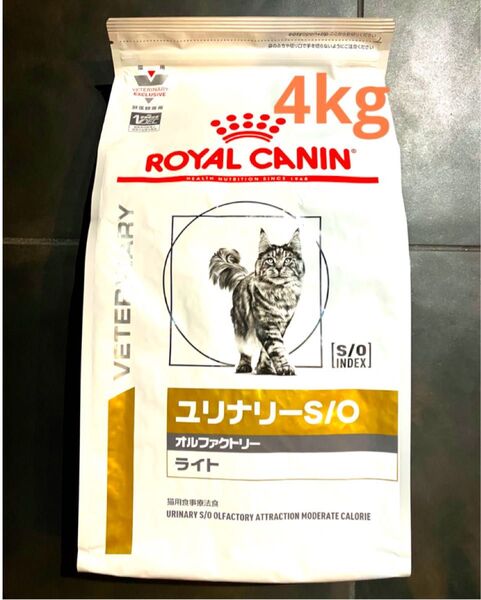 VETERINARY
EXCLUSIVE
4kg
ROYAL CANIN
HEALTH NUTRITION SINCE 1968
VETERINARY
S/O
INDEX
ユリナリーS/O
オルファクトリー
ライト
猫用食事療法食
URINARY S/O OLFACTORY ATTRACTION MODERATE CALORIE